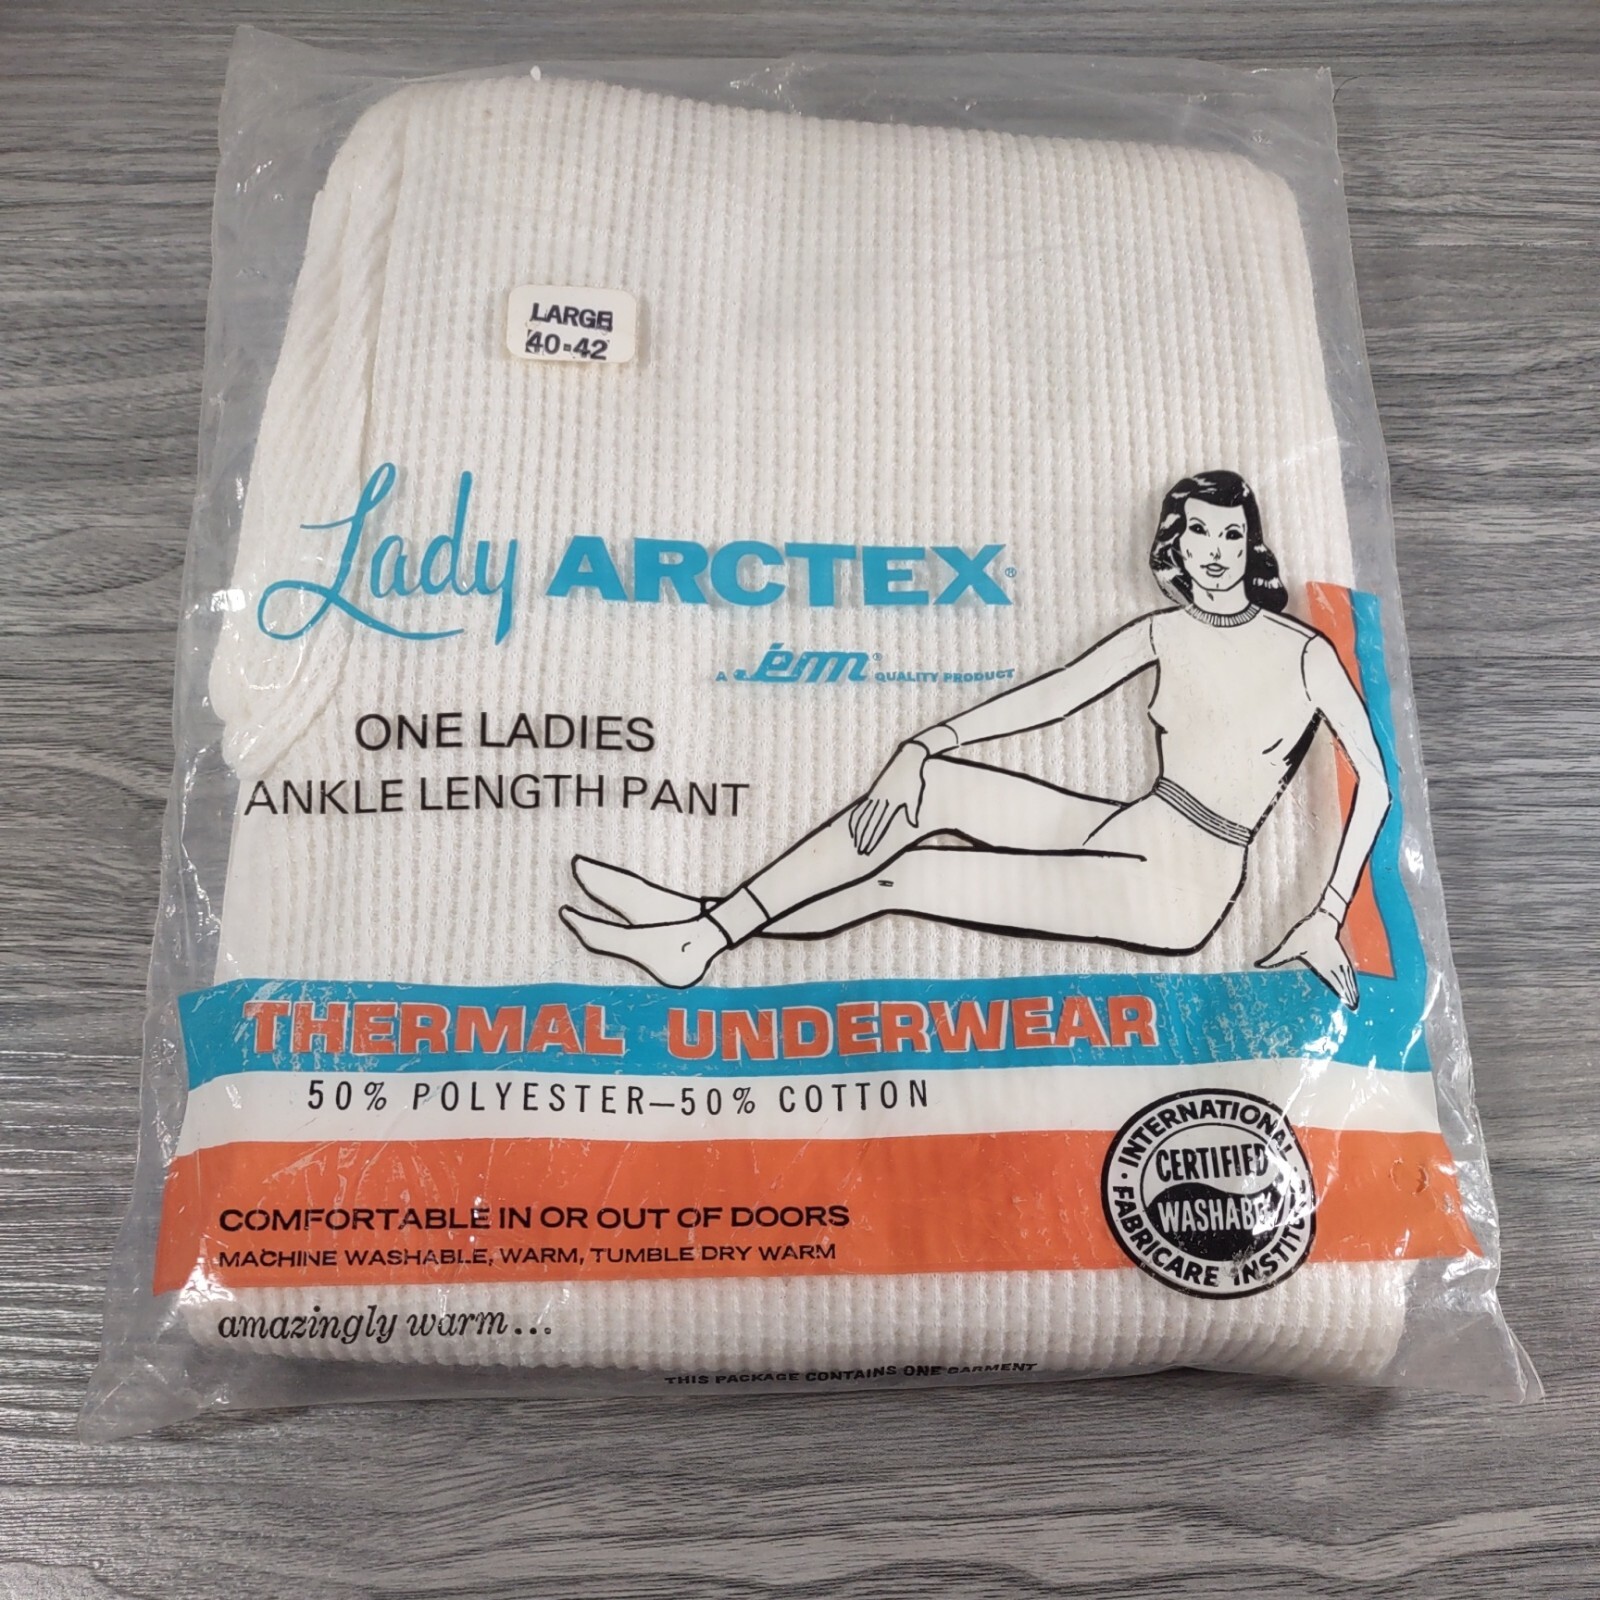 LARGE
40-42
Lady ARCTEX®
A jem® QUALITY PRODUCT
ONE LADIES
ANKLE LENGTH PANT
THERMAL UNDERWEAR
50% POLYESTER—50% COTTON
INTERNATIONAL
FABRICARE INSTITUTE
CERTIFIED
WASHABLE
COMFORTABLE IN OR OUT OF DOORS
MACHINE WASHABLE, WARM, TUMBLE DRY WARM
amazingly warm...
THIS PACKAGE CONTAINS ONE GARMENT